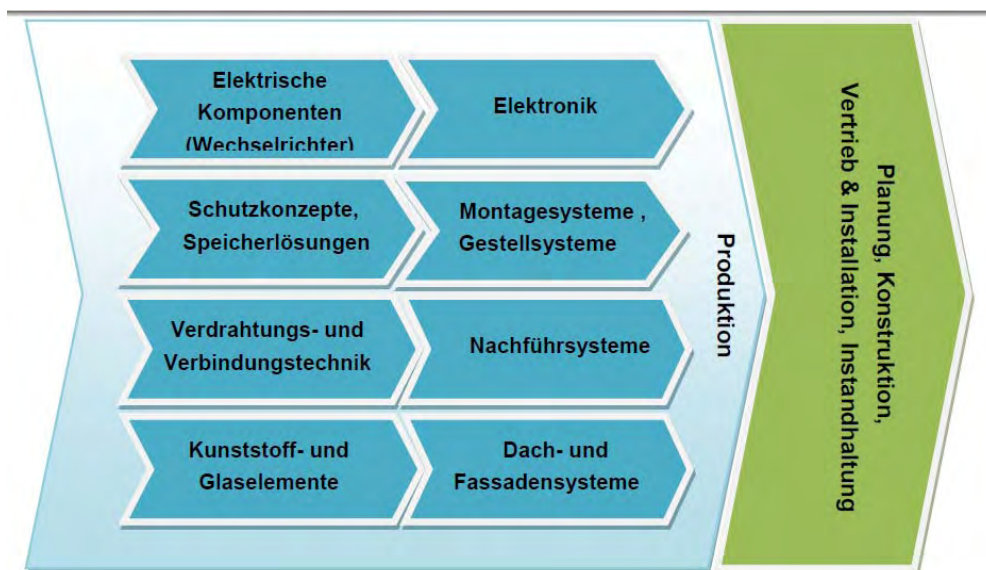 Elektrische
Komponenten
(Wechselrichter)
Elektronik
Schutzkonzepte,
Speicherlösungen
Montagesysteme ,
Gestellsysteme
Verdrahtungs- und
Verbindungstechnik
Nachführsysteme
Kunststoff- und
Glaselemente
Dach- und
Fassadensysteme
Produktion
Planung, Konstruktion,
Vertrieb & Installation, Instandhaltung